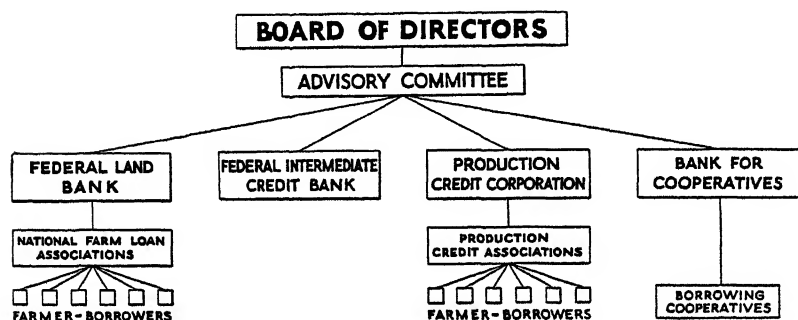 BOARD OF DIRECTORS
ADVISORY COMMITTEE
FEDERAL LAND
BANK
FEDERAL INTERMEDIATE
CREDIT BANK
PRODUCTION
CREDIT CORPORATION
BANK FOR
COOPERATIVES
NATIONAL FARM LOAN
ASSOCIATIONS
PRODUCTION
CREDIT ASSOCIATIONS
FARMER-BORROWERS
FARMER-BORROWERS
BORROWING
COOPERATIVES